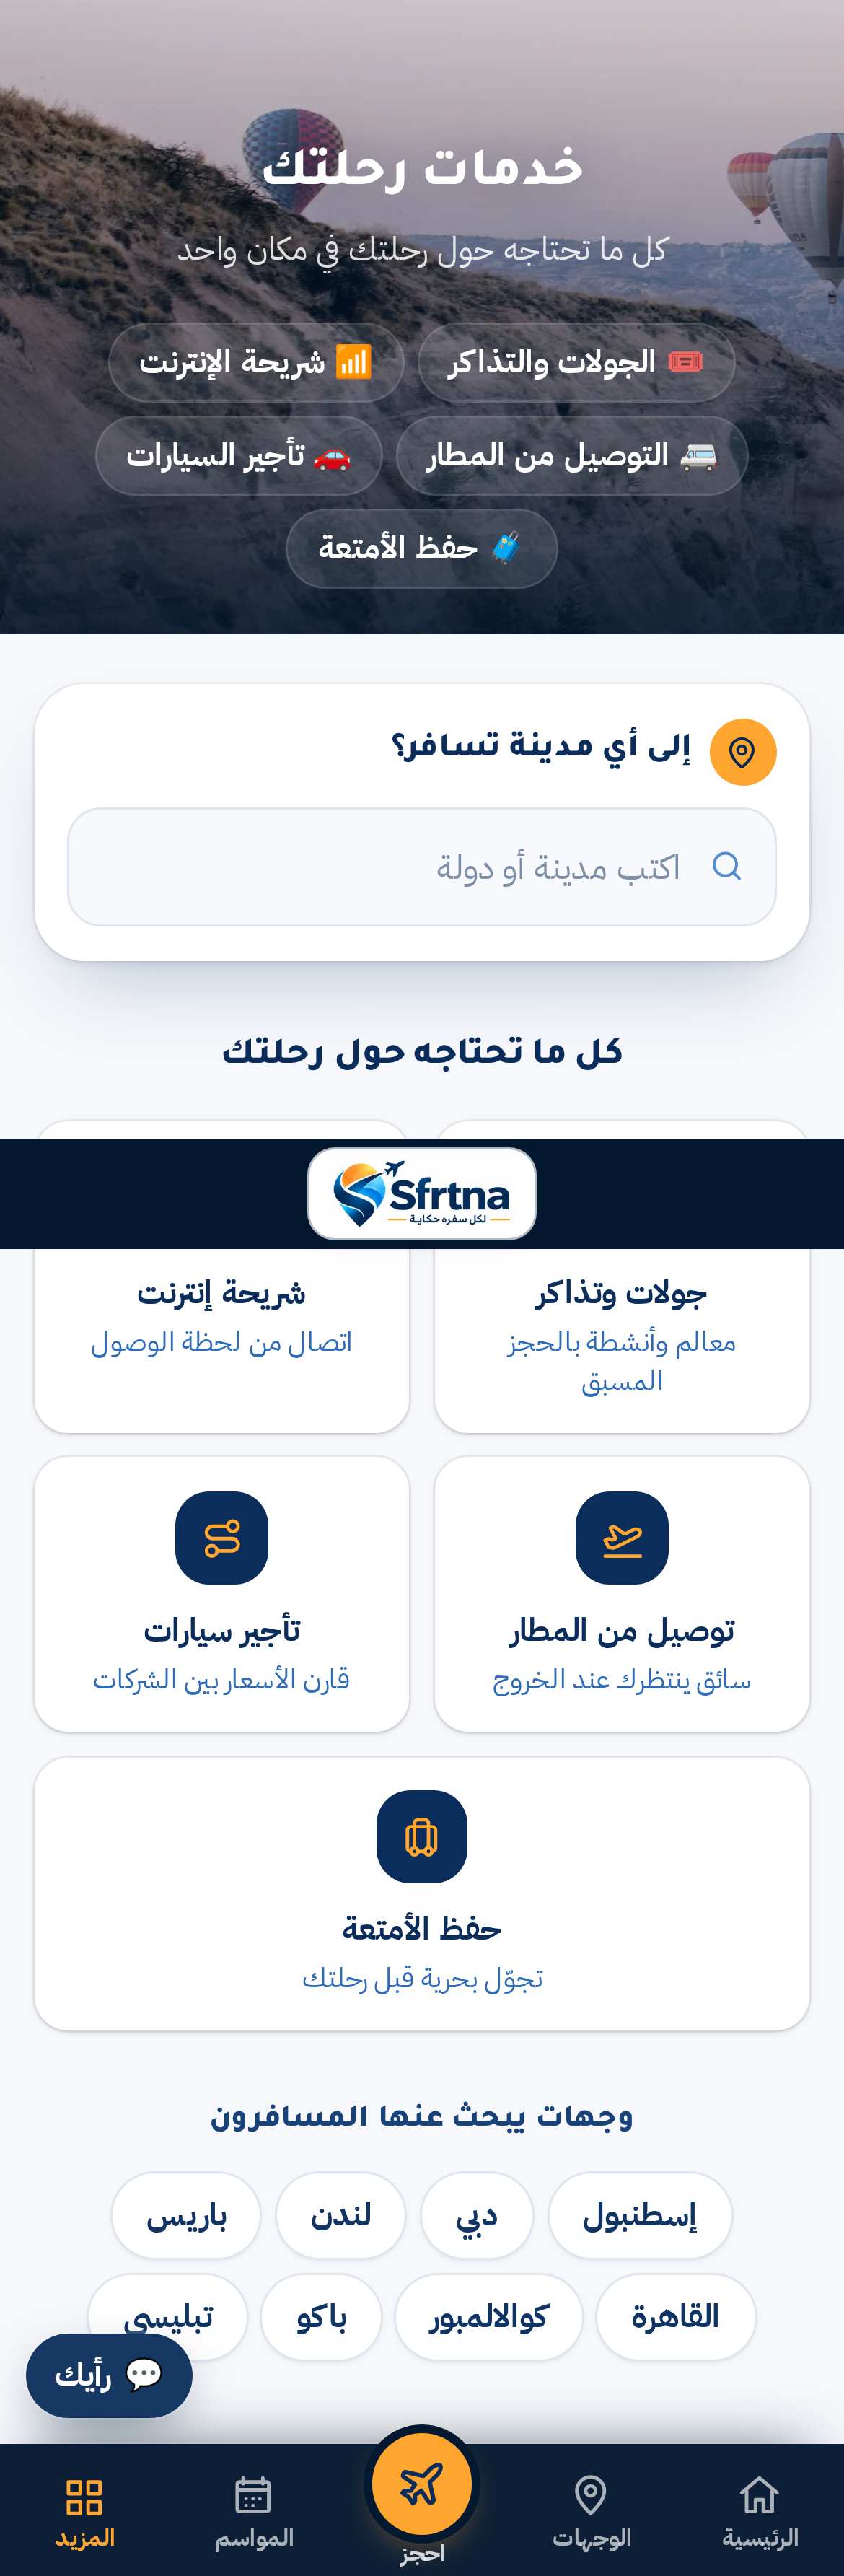 خدمات رحلتك
كل ما تحتاجه حول رحلتك في مكان واحد
🎟️ الجولات والتذاكر
📶 شريحة الإنترنت
🚐 التوصيل من المطار
🚗 تأجير السيارات
🧳 حفظ الأمتعة
إلى أي مدينة تسافر؟
اكتب مدينة أو دولة
كل ما تحتاجه حول رحلتك
Sfrtna
لكل سفره حكاية
جولات وتذاكر
معالم وأنشطة بالحجز
المسبق
شريحة إنترنت
اتصال من لحظة الوصول
توصيل من المطار
سائق ينتظرك عند الخروج
تأجير سيارات
قارن الأسعار بين الشركات
حفظ الأمتعة
تجوّل بحرية قبل رحلتك
وجهات يبحث عنها المسافرون
إسطنبول
دبي
لندن
باريس
القاهرة
كوالالمبور
باكو
تبليسي
💬 رأيك
الرئيسية
الوجهات
احجز
المواسم
المزيد